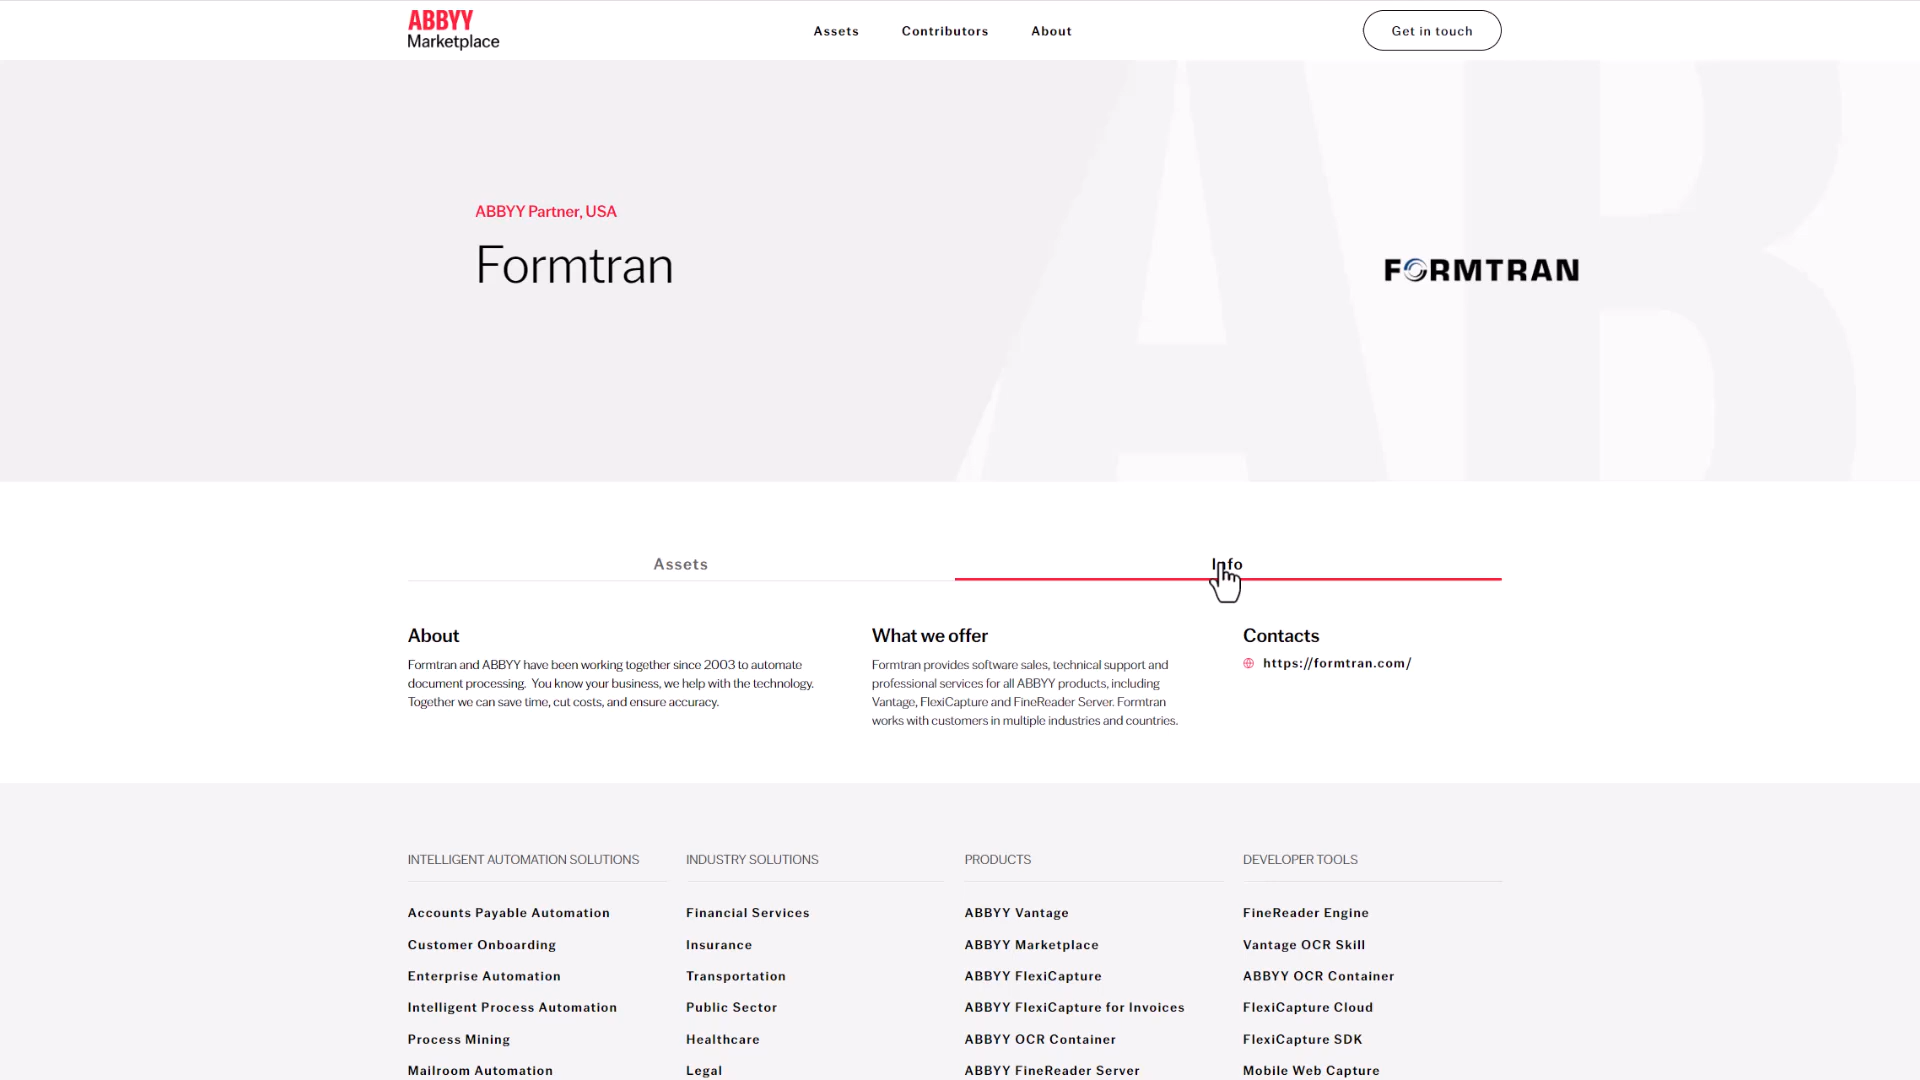 ABBYY
Marketplace
Assets
Contributors
About
Get in touch
ABBYY Partner, USA
Formtran
FORMTRAN
Assets
Info
About
Formtran and ABBYY have been working together since 2003 to automate
document processing.  You know your business, we help with the technology.
Together we can save time, cut costs, and ensure accuracy.
What we offer
Formtran provides software sales, technical support and
professional services for all ABBYY products, including
Vantage, FlexiCapture and FineReader Server. Formtran
works with customers in multiple industries and countries.
Contacts
https://formtran.com/
INTELLIGENT AUTOMATION SOLUTIONS
Accounts Payable Automation
Customer Onboarding
Enterprise Automation
Intelligent Process Automation
Process Mining
Mailroom Automation
INDUSTRY SOLUTIONS
Financial Services
Insurance
Transportation
Public Sector
Healthcare
Legal
PRODUCTS
ABBYY Vantage
ABBYY Marketplace
ABBYY FlexiCapture
ABBYY FlexiCapture for Invoices
ABBYY OCR Container
ABBYY FineReader Server
DEVELOPER TOOLS
FineReader Engine
Vantage OCR Skill
ABBYY OCR Container
FlexiCapture Cloud
FlexiCapture SDK
Mobile Web Capture